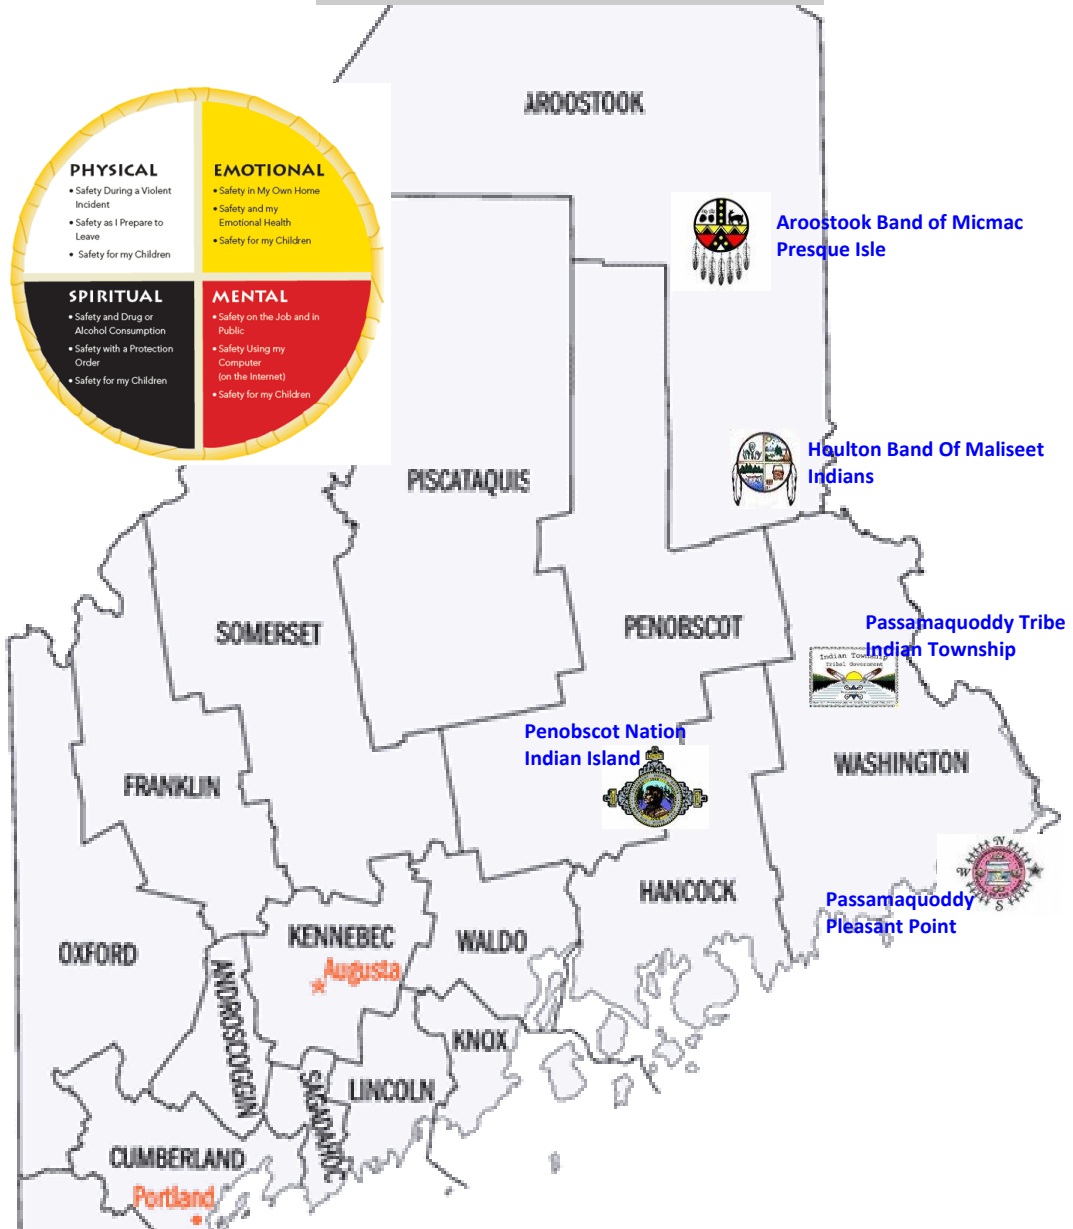 AROOSTOOK
PHYSICAL
• Safety During a Violent
Incident
• Safety as I Prepare to
Leave
• Safety for my Children
EMOTIONAL
• Safety in My Own Home
• Safety and my
Emotional Health
• Safety for my Children
SPIRITUAL
• Safety and Drug or
Alcohol Consumption
• Safety with a Protection
Order
• Safety for my Children
MENTAL
• Safety on the Job and in
Public
• Safety Using my
Computer
(on the Internet)
• Safety for my Children
Aroostook Band of Micmac
Presque Isle
Houlton Band Of Maliseet
Indians
PISCATAQUIS
SOMERSET
PENOBSCOT
Passamaquoddy Tribe
Indian Township
Indian Township
Tribal Government
Penobscot Nation
Indian Island
WASHINGTON
FRANKLIN
N
W
S
HANCOCK
Passamaquoddy
Pleasant Point
KENNEBEC
WALDO
OXFORD
Augusta
ANDROSCOGGIN
KNOX
LINCOLN
SAGADAHOC
CUMBERLAND
Portland